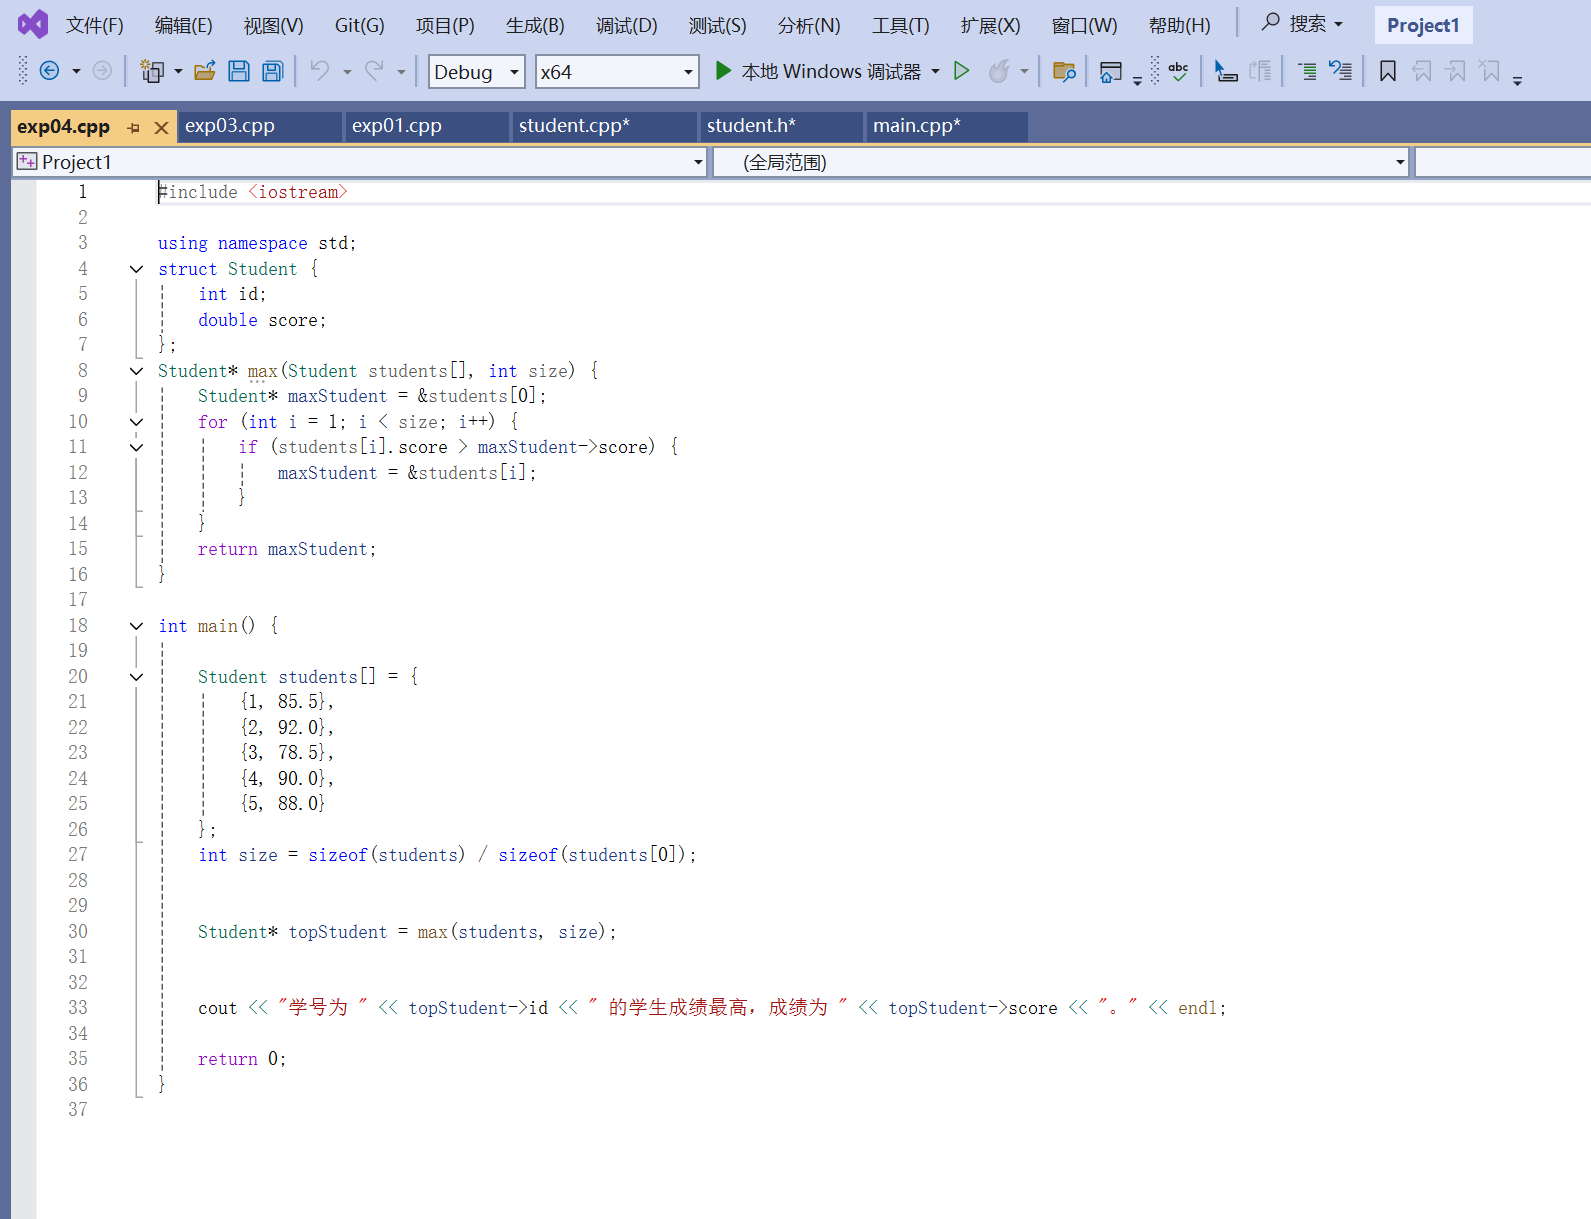 文件(F) 编辑(E) 视图(V) Git(G) 项目(P) 生成(B) 调试(D) 测试(S) 分析(N) 工具(T) 扩展(X) 窗口(W) 帮助(H) 搜索 Project1
Debug x64 本地 Windows 调试器 abc
exp04.cpp exp03.cpp exp01.cpp student.cpp* student.h* main.cpp*
Project1 (全局范围)
1 #include <iostream>
2
3 using namespace std;
4 struct Student {
5 int id;
6 double score;
7 };
8 Student* max(Student students[], int size) {
9 Student* maxStudent = &students[0];
10 for (int i = 1; i < size; i++) {
11 if (students[i].score > maxStudent->score) {
12 maxStudent = &students[i];
13 }
14 }
15 return maxStudent;
16 }
17
18 int main() {
19
20 Student students[] = {
21 {1, 85.5},
22 {2, 92.0},
23 {3, 78.5},
24 {4, 90.0},
25 {5, 88.0}
26 };
27 int size = sizeof(students) / sizeof(students[0]);
28
29
30 Student* topStudent = max(students, size);
31
32
33 cout << "学号为 " << topStudent->id << " 的学生成绩最高，成绩为 " << topStudent->score << "。" << endl;
34
35 return 0;
36 }
37